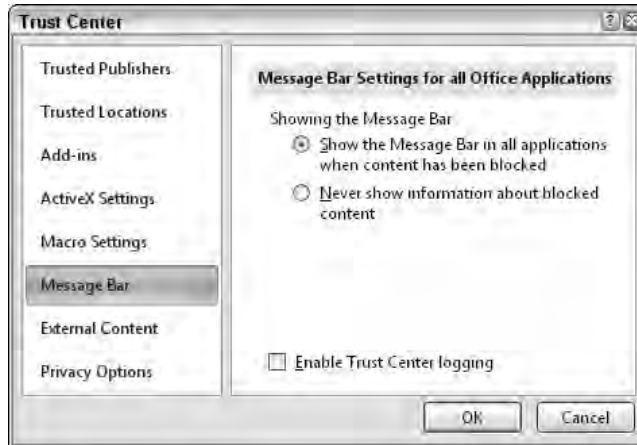 Trust Center
Trusted Publishers
Trusted Locations
Add-ins
ActiveX Settings
Macro Settings
Message Bar
External Content
Privacy Options
Message Bar Settings for all Office Applications
Showing the Message Bar
Show the Message Bar in all applications
when content has been blocked
Never show information about blocked
content
Enable Trust Center logging
OK
Cancel